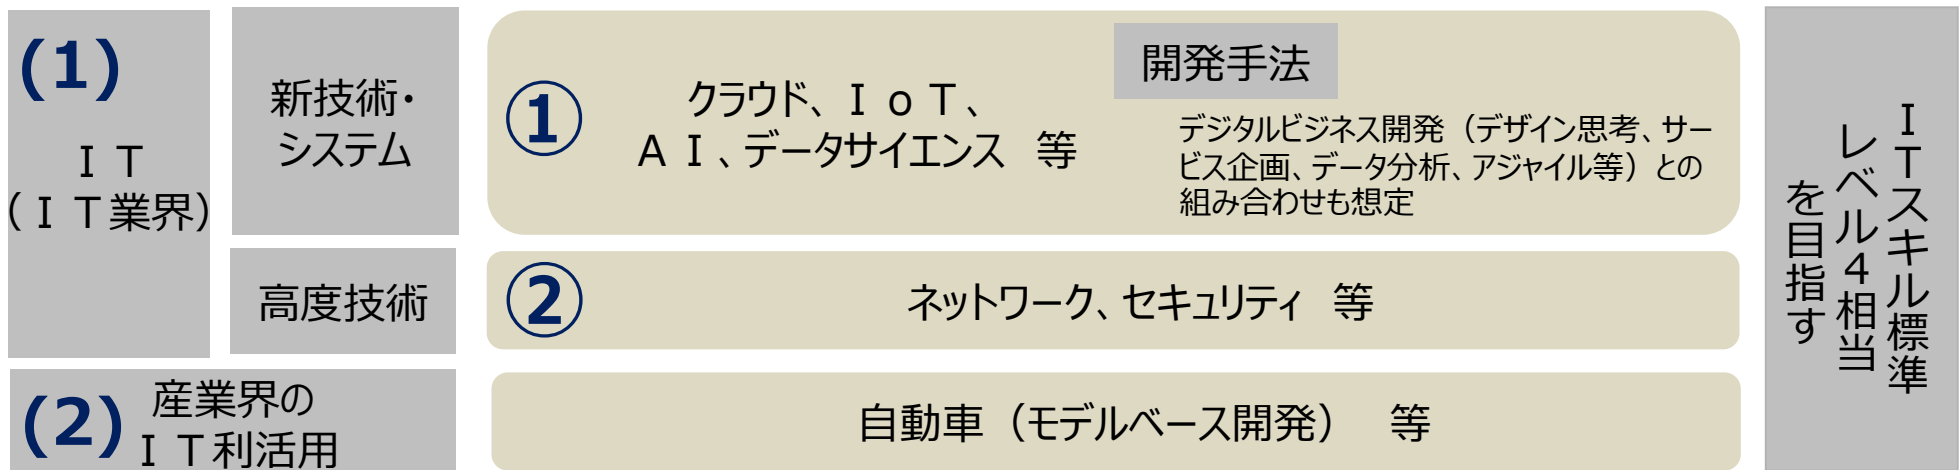 (1)
ＩＴ
（ＩＴ業界）
新技術・
システム
①
クラウド、ＩｏＴ、
ＡＩ、データサイエンス　等
開発手法
デジタルビジネス開発（デザイン思考、サー
ビス企画、データ分析、アジャイル等）との
組み合わせも想定
高度技術
②
ネットワーク、セキュリティ　等
(2)
産業界の
ＩＴ利活用
自動車（モデルベース開発）　等
ＩＴスキル標準
レベル４相当
を目指す